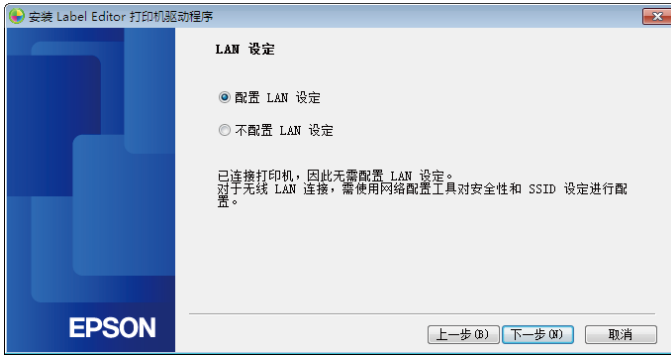 安装 Label Editor 打印机驱动程序
LAN 设定
配置 LAN 设定
不配置 LAN 设定
已连接打印机，因此无需配置 LAN 设定。
对于无线 LAN 连接，需使用网络配置工具对安全性和 SSID 设定进行配
置。
EPSON
上一步(B) 下一步(N) 取消